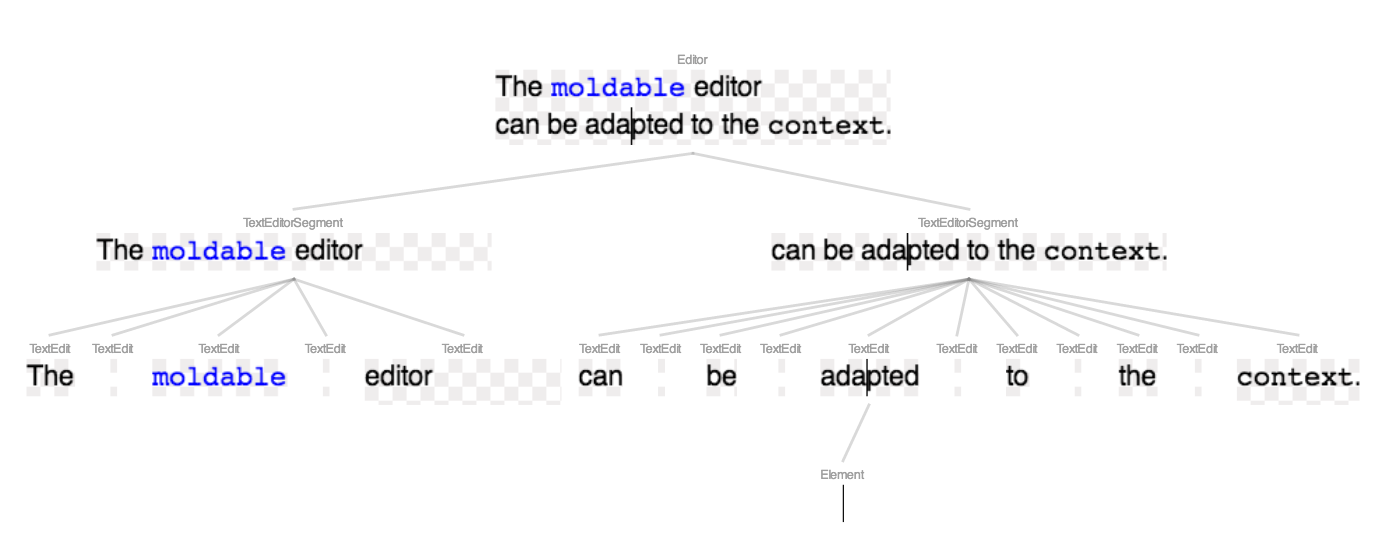 Editor
The moldable editor
can be adapted to the context.
TextEditorSegment TextEditorSegment
The moldable editor can be adapted to the context.
TextEdit TextEdit TextEdit TextEdit TextEdit TextEdit TextEdit TextEdit TextEdit TextEdit TextEdit TextEdit TextEdit TextEdit TextEdit TextEdit
The moldable editor can be adapted to the context.
Element